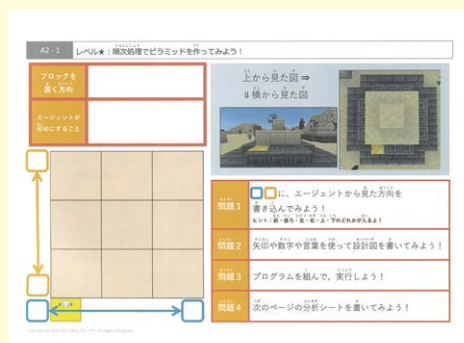 A2 - 1
レベル★：順次処理でピラミッドを作ってみよう！
ブロックを
置く方向
エージェントが
初めにすること
上から見た図 ⇒
⇓ 横から見た図
問題1
に、エージェントから見た方向を
書き込んでみよう！
ヒント：前・後ろ・左・右・上・下のどれかが入るよ！
問題2
矢印や数字や言葉を使って設計図を書いてみよう！
問題3
プログラムを組んで、実行しよう！
問題4
次のページの分析シートを書いてみよう！